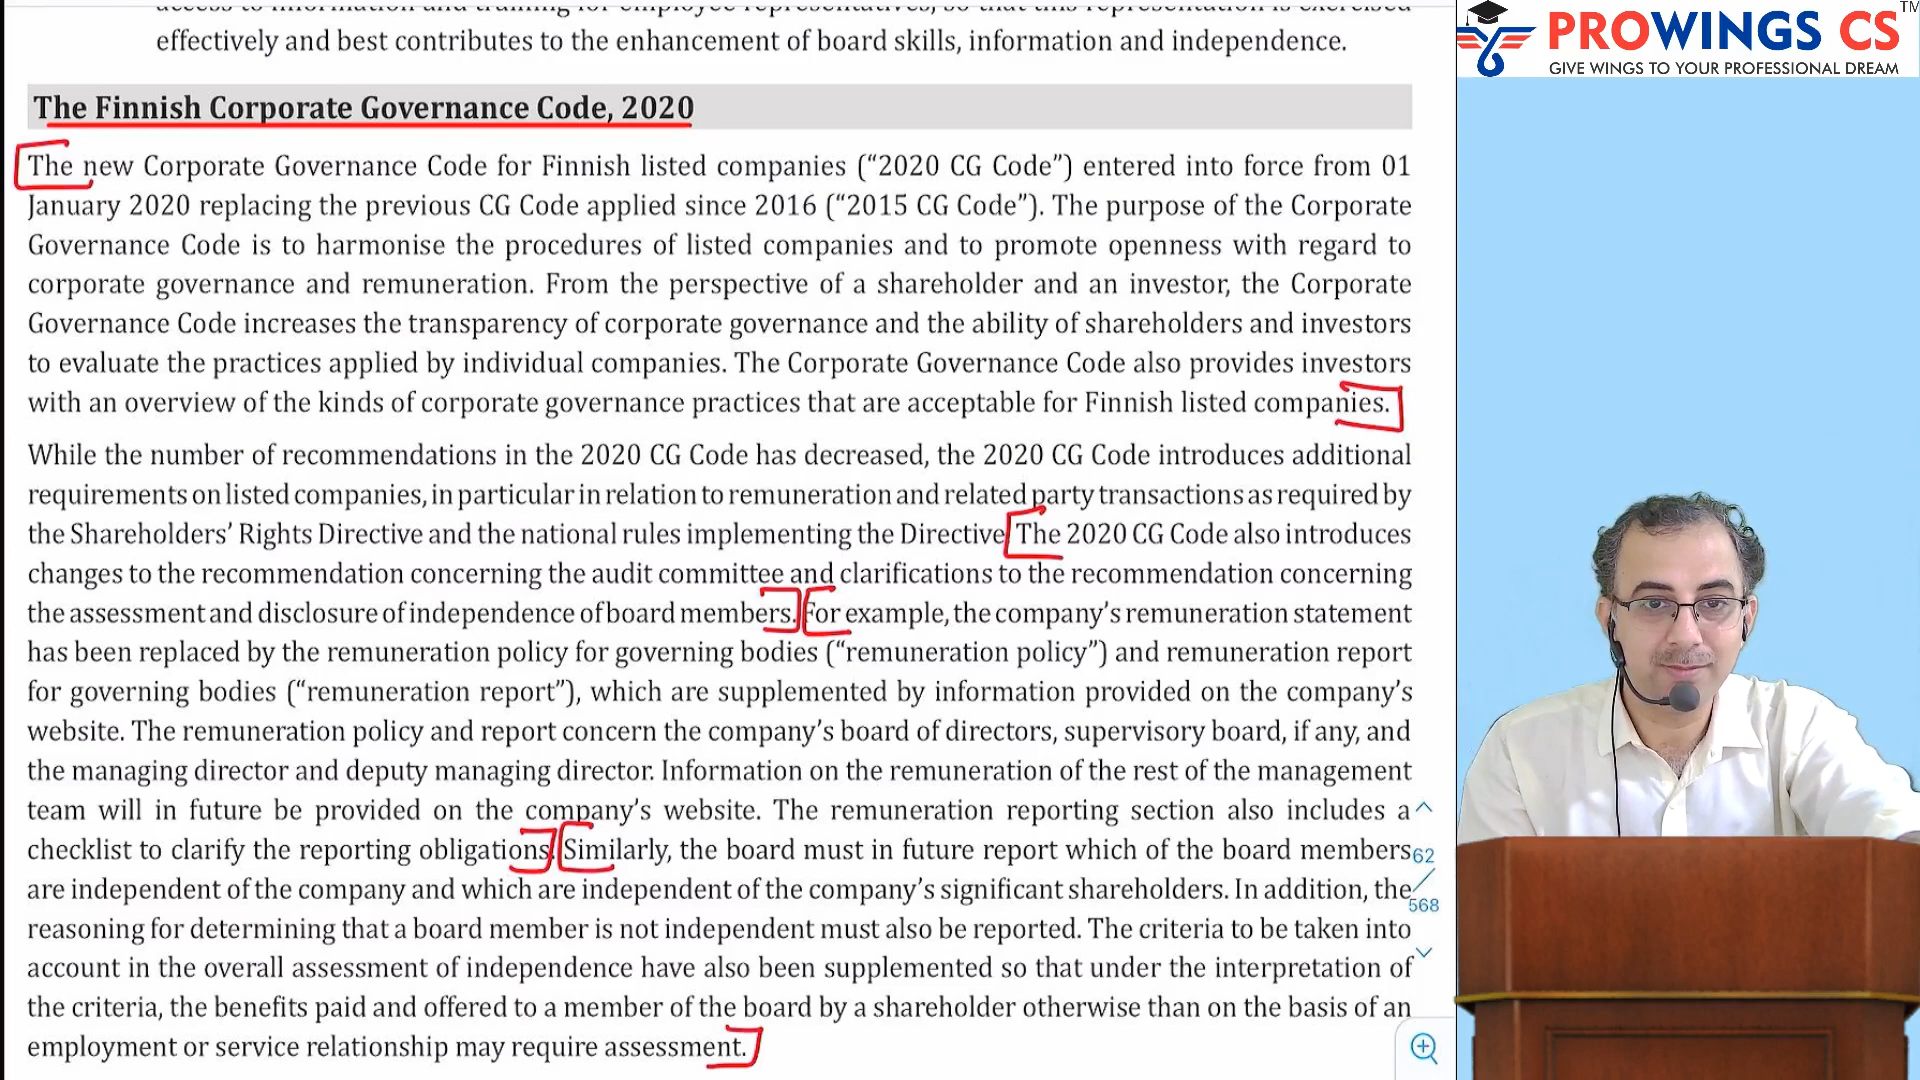 access to information and training for employee representatives, so that this representation is exercised
effectively and best contributes to the enhancement of board skills, information and independence.
The Finnish Corporate Governance Code, 2020
The new Corporate Governance Code for Finnish listed companies (“2020 CG Code”) entered into force from 01
January 2020 replacing the previous CG Code applied since 2016 (“2015 CG Code”). The purpose of the Corporate
Governance Code is to harmonise the procedures of listed companies and to promote openness with regard to
corporate governance and remuneration. From the perspective of a shareholder and an investor, the Corporate
Governance Code increases the transparency of corporate governance and the ability of shareholders and investors
to evaluate the practices applied by individual companies. The Corporate Governance Code also provides investors
with an overview of the kinds of corporate governance practices that are acceptable for Finnish listed companies.
While the number of recommendations in the 2020 CG Code has decreased, the 2020 CG Code introduces additional
requirements on listed companies, in particular in relation to remuneration and related party transactions as required by
the Shareholders’ Rights Directive and the national rules implementing the Directive The 2020 CG Code also introduces
changes to the recommendation concerning the audit committee and clarifications to the recommendation concerning
the assessment and disclosure of independence of board members. For example, the company’s remuneration statement
has been replaced by the remuneration policy for governing bodies (“remuneration policy”) and remuneration report
for governing bodies (“remuneration report”), which are supplemented by information provided on the company’s
website. The remuneration policy and report concern the company’s board of directors, supervisory board, if any, and
the managing director and deputy managing director. Information on the remuneration of the rest of the management
team will in future be provided on the company’s website. The remuneration reporting section also includes a
checklist to clarify the reporting obligations. Similarly, the board must in future report which of the board members
are independent of the company and which are independent of the company’s significant shareholders. In addition, the
reasoning for determining that a board member is not independent must also be reported. The criteria to be taken into
account in the overall assessment of independence have also been supplemented so that under the interpretation of
the criteria, the benefits paid and offered to a member of the board by a shareholder otherwise than on the basis of an
employment or service relationship may require assessment.
62
568
PROWINGS CS™
GIVE WINGS TO YOUR PROFESSIONAL DREAM